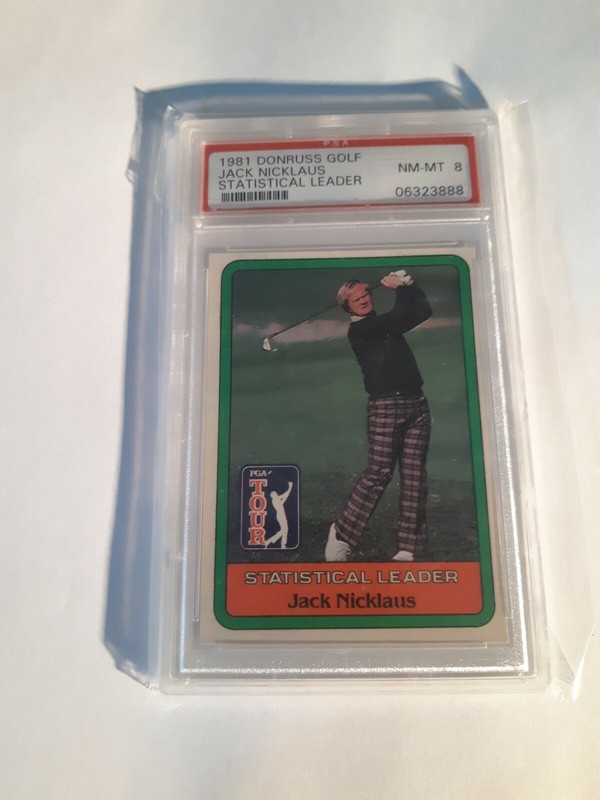 PSA
1981 DONRUSS GOLF
JACK NICKLAUS NM-MT 8
STATISTICAL LEADER 06323888
PGA
TOUR
STATISTICAL LEADER
Jack Nicklaus